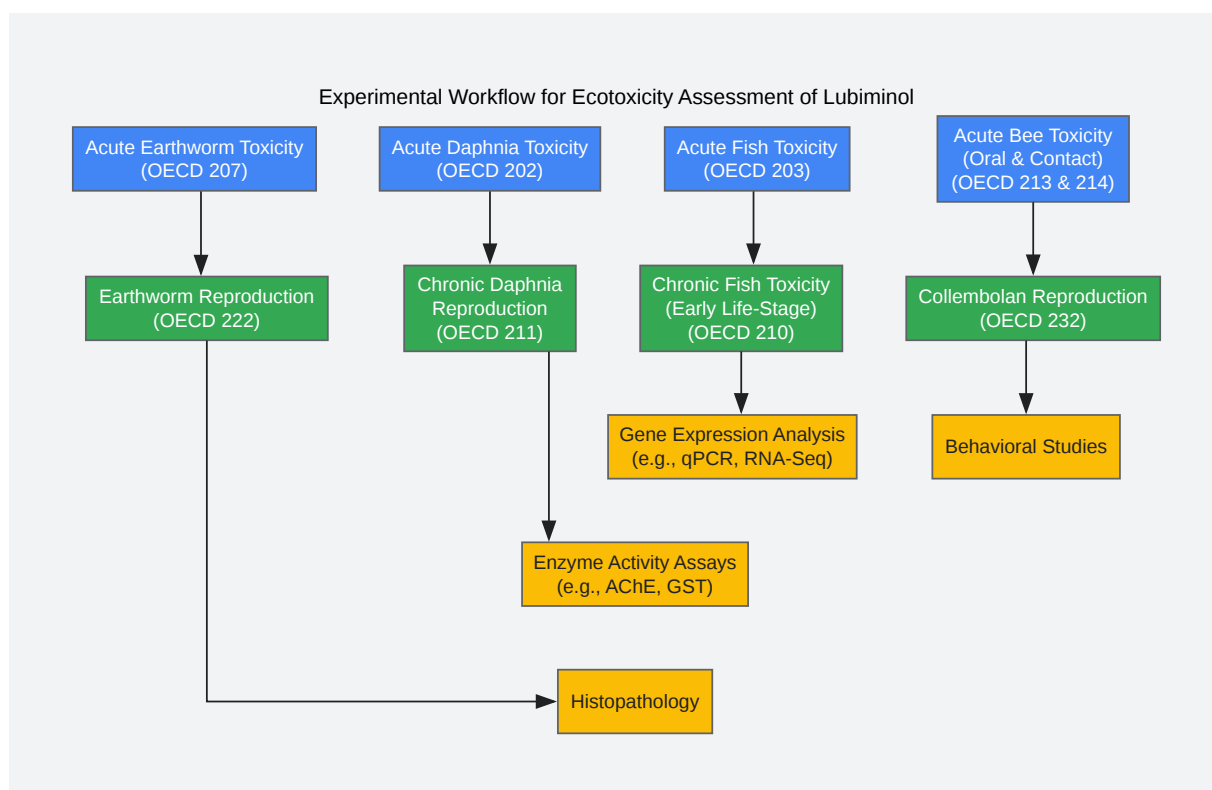 Experimental Workflow for Ecotoxicity Assessment of Lubiminol
Acute Earthworm Toxicity
(OECD 207)
Acute Daphnia Toxicity
(OECD 202)
Acute Fish Toxicity
(OECD 203)
Acute Bee Toxicity
(Oral & Contact)
(OECD 213 & 214)
Earthworm Reproduction
(OECD 222)
Chronic Daphnia
Reproduction
(OECD 211)
Chronic Fish Toxicity
(Early Life-Stage)
(OECD 210)
Collembolan Reproduction
(OECD 232)
Gene Expression Analysis
(e.g., qPCR, RNA-Seq)
Behavioral Studies
Enzyme Activity Assays
(e.g., AChE, GST)
Histopathology